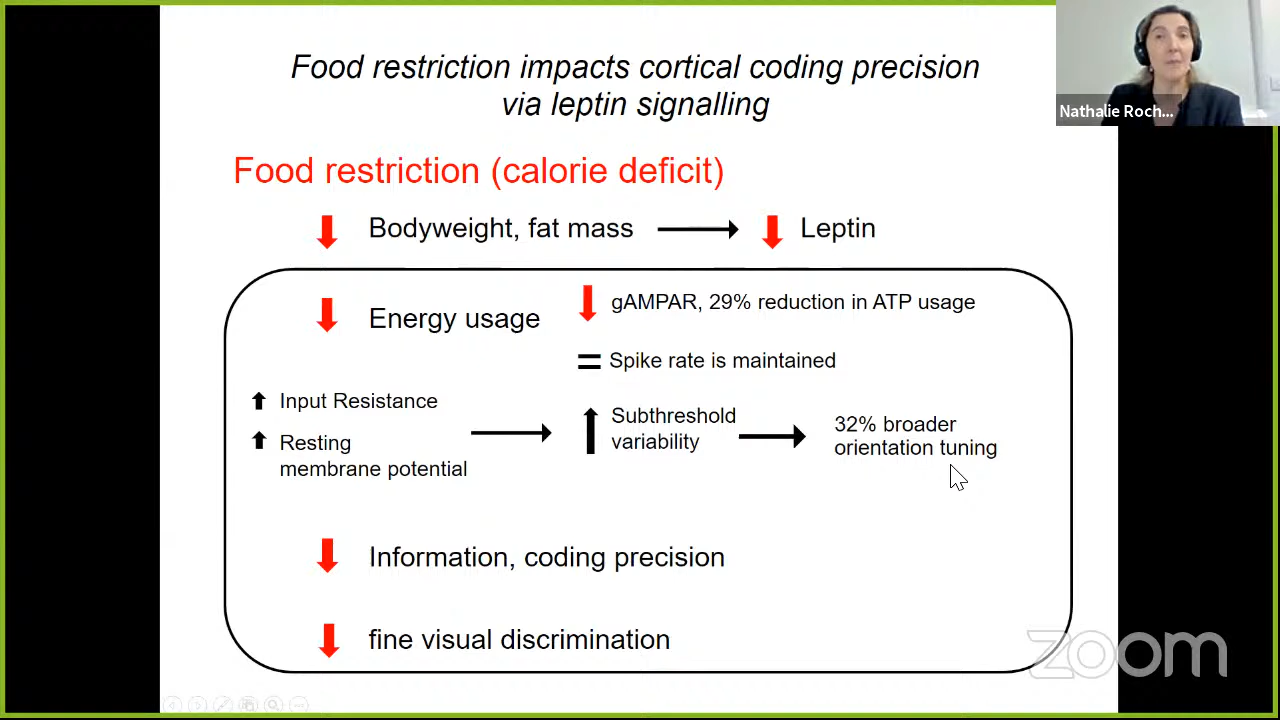 Food restriction impacts cortical coding precision
via leptin signalling
Nathalie Roch...
Food restriction (calorie deficit)
Bodyweight, fat mass
Leptin
Energy usage
gAMPAR, 29% reduction in ATP usage
Spike rate is maintained
Input Resistance
Resting
membrane potential
Subthreshold
variability
32% broader
orientation tuning
Information, coding precision
fine visual discrimination
zoom